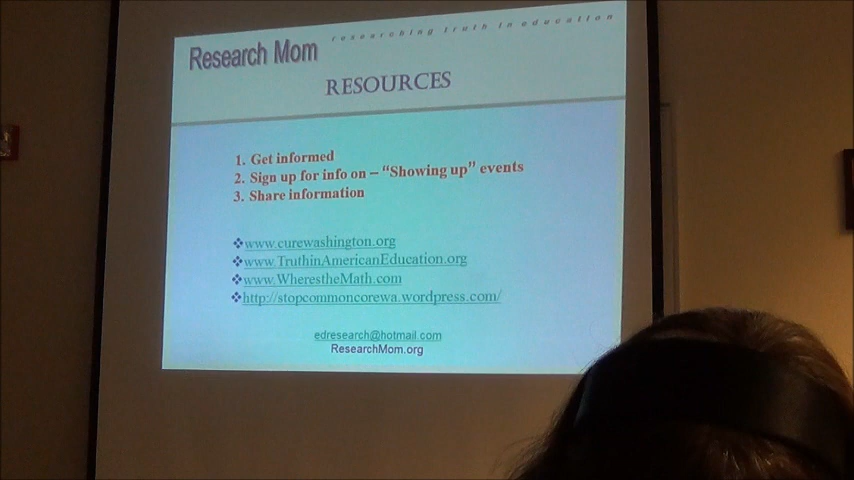 Research Mom
researching truth in education
RESOURCES
1. Get informed
2. Sign up for info on – “Showing up” events
3. Share information
www.curewashington.org
www.TruthinAmericanEducation.org
www.WherestheMath.com
http://stopcommoncorewa.wordpress.com/
edresearch@hotmail.com
ResearchMom.org